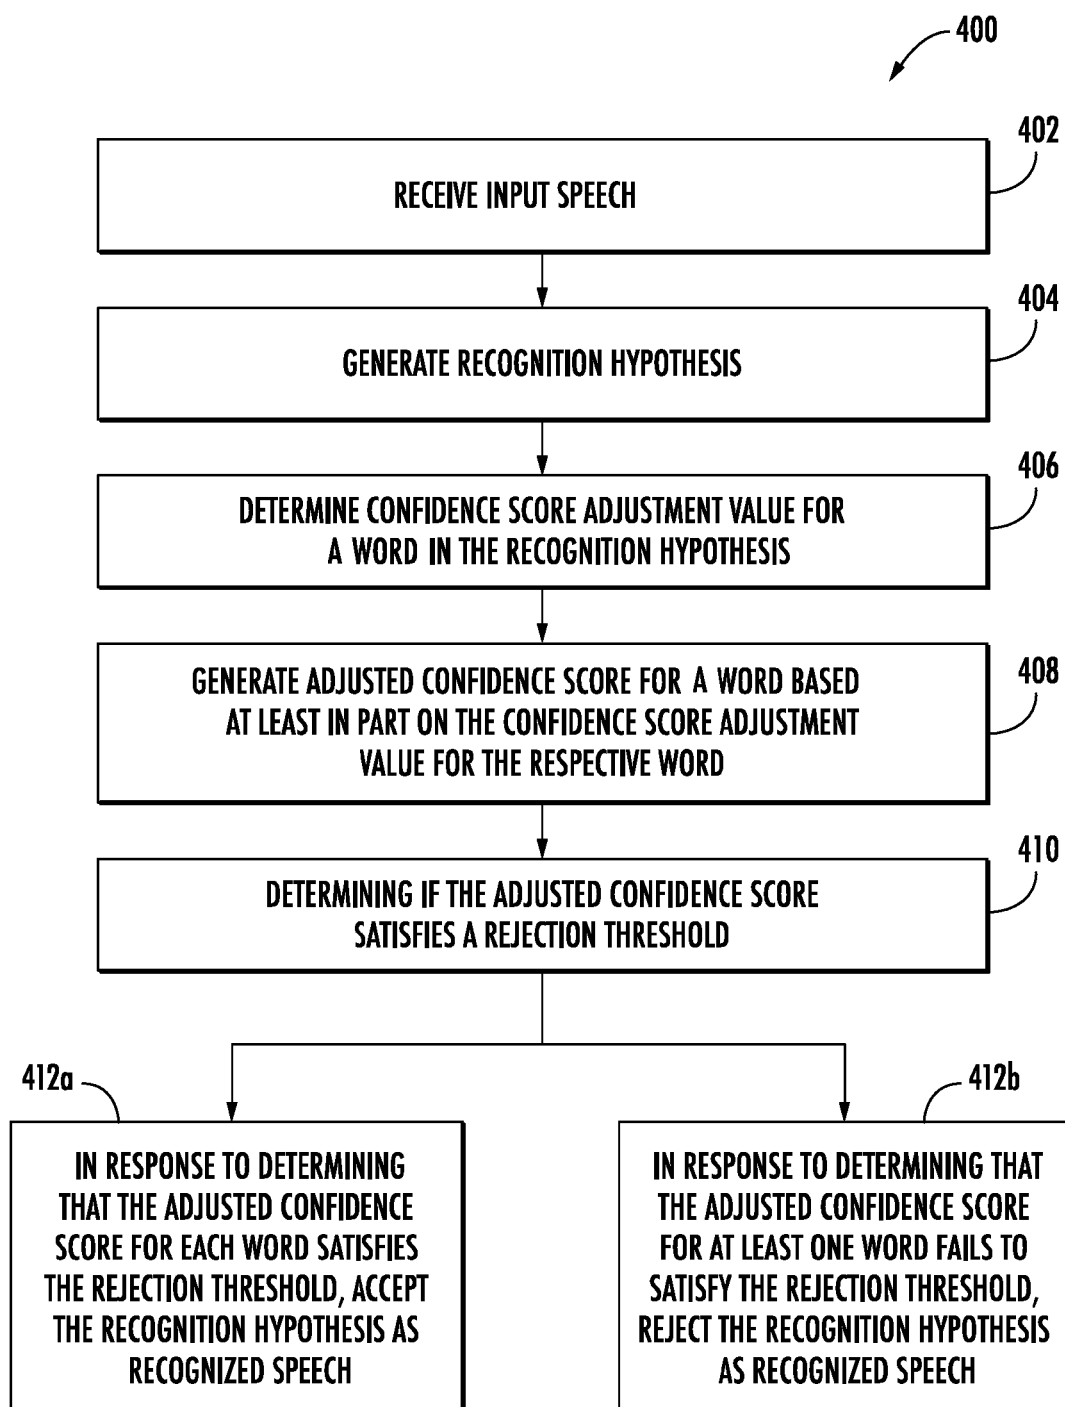 400
402
RECEIVE INPUT SPEECH
404
GENERATE RECOGNITION HYPOTHESIS
406
DETERMINE CONFIDENCE SCORE ADJUSTMENT VALUE FOR
A WORD IN THE RECOGNITION HYPOTHESIS
408
GENERATE ADJUSTED CONFIDENCE SCORE FOR A WORD BASED
AT LEAST IN PART ON THE CONFIDENCE SCORE ADJUSTMENT
VALUE FOR THE RESPECTIVE WORD
410
DETERMINING IF THE ADJUSTED CONFIDENCE SCORE
SATISFIES A REJECTION THRESHOLD
412a
IN RESPONSE TO DETERMINING
THAT THE ADJUSTED CONFIDENCE
SCORE FOR EACH WORD SATISFIES
THE REJECTION THRESHOLD, ACCEPT
THE RECOGNITION HYPOTHESIS AS
RECOGNIZED SPEECH
412b
IN RESPONSE TO DETERMINING THAT
THE ADJUSTED CONFIDENCE SCORE
FOR AT LEAST ONE WORD FAILS TO
SATISFY THE REJECTION THRESHOLD,
REJECT THE RECOGNITION HYPOTHESIS
AS RECOGNIZED SPEECH